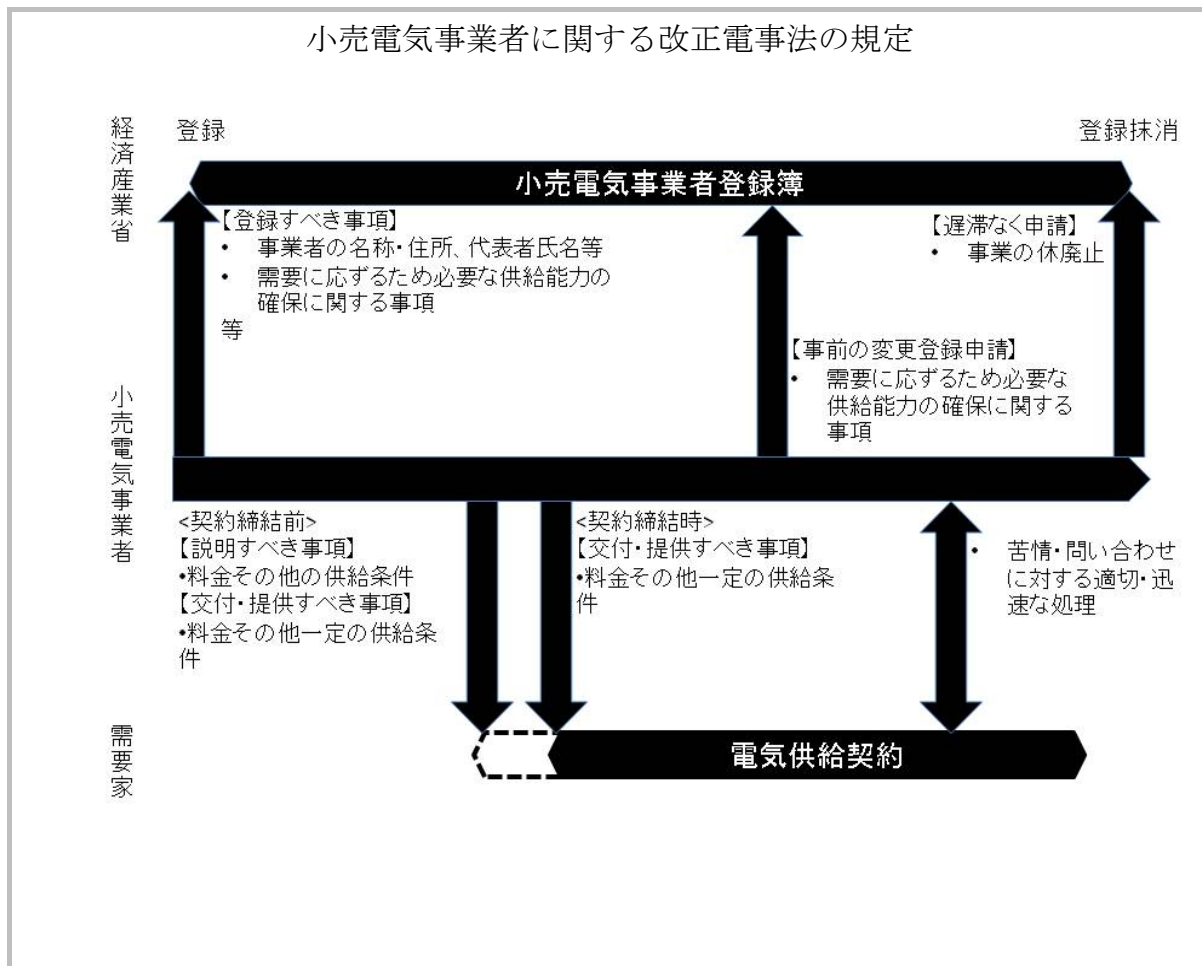 小売電気事業者に関する改正電事法の規定
経済産業省
登録
登録抹消
小売電気事業者登録簿
【登録すべき事項】
• 事業者の名称・住所、代表者氏名等
• 需要に応ずるため必要な供給能力の
確保に関する事項
等
【遅滞なく申請】
• 事業の休廃止
【事前の変更登録申請】
• 需要に応ずるため必要な
供給能力の確保に関する
事項
小売電気事業者
<契約締結前>
【説明すべき事項】
•料金その他の供給条件
【交付・提供すべき事項】
•料金その他一定の供給条
件
<契約締結時>
【交付・提供すべき事項】
•料金その他一定の供給条
件
• 苦情・問い合わせ
に対する適切・迅
速な処理
需要家
電気供給契約